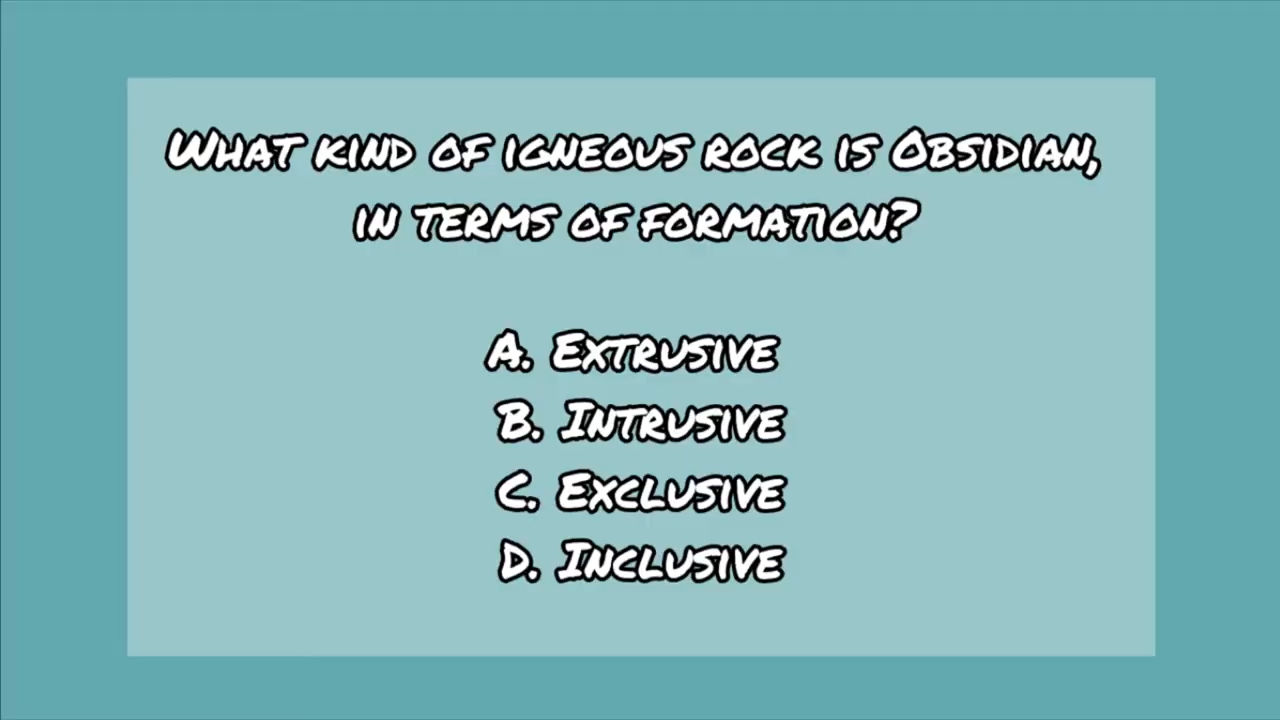 What kind of igneous rock is Obsidian,
in terms of formation?
A. Extrusive
B. Intrusive
C. Exclusive
D. Inclusive